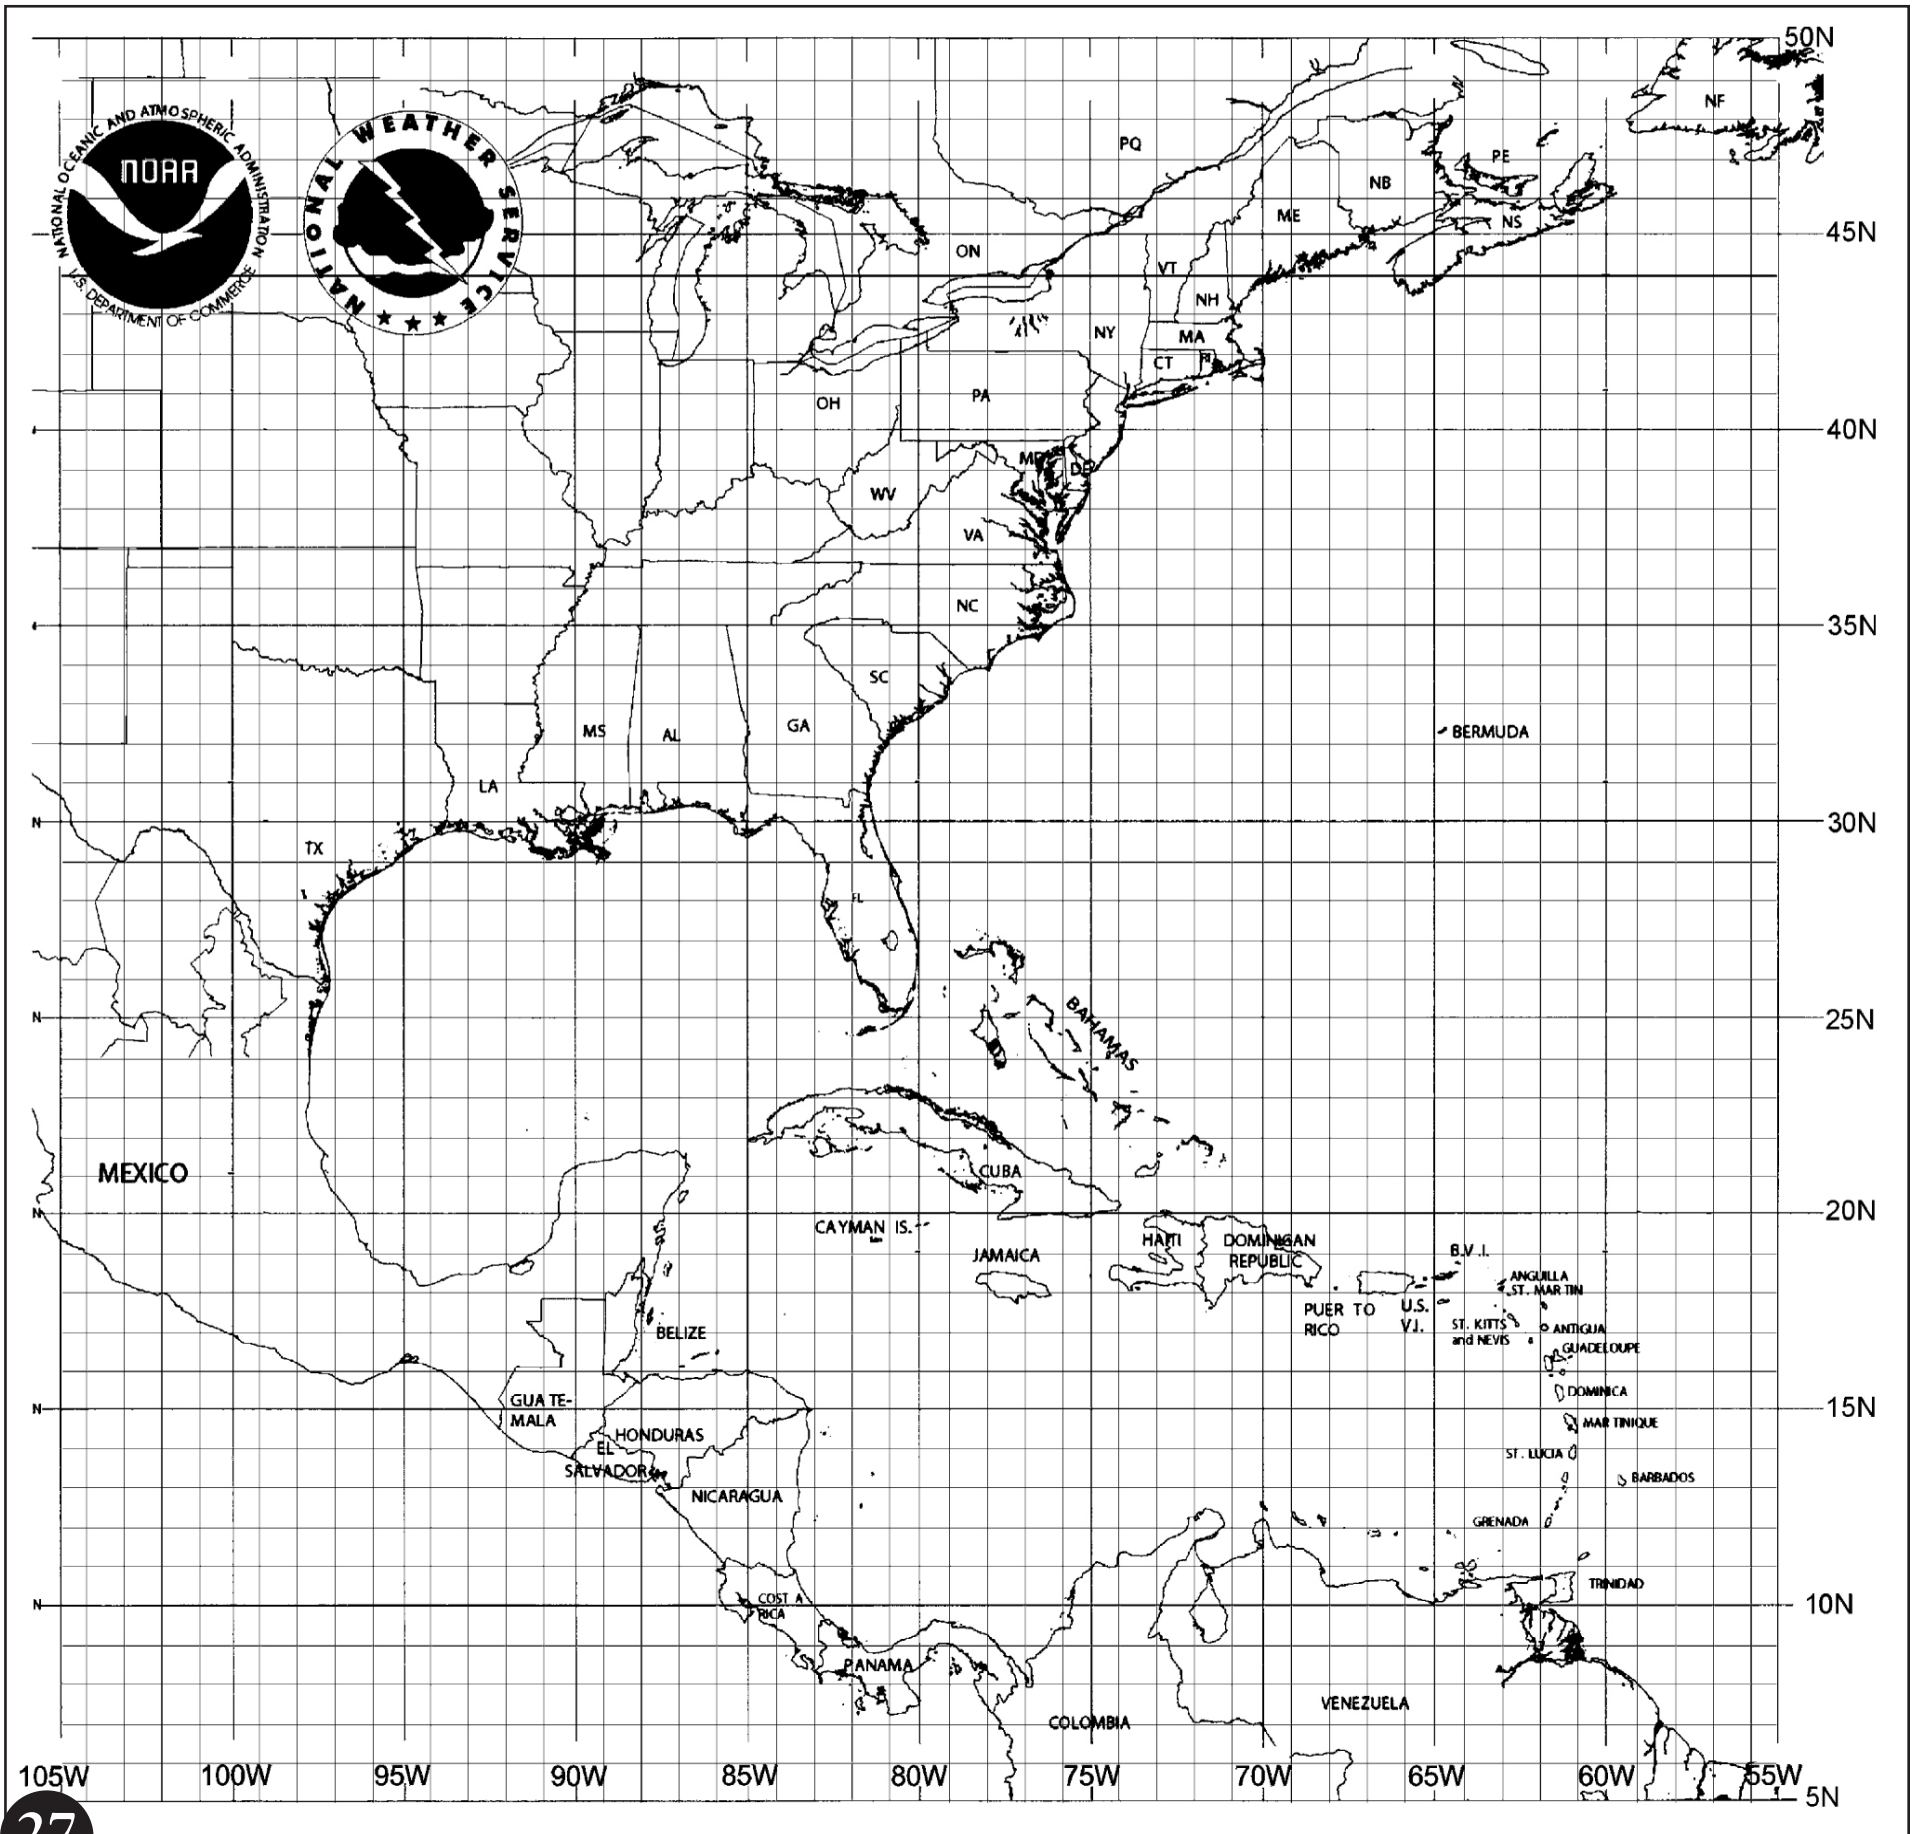 50N
NATIONAL OCEANIC AND ATMOSPHERIC ADMINISTRATION
NOAA
U.S. DEPARTMENT OF COMMERCE
NATIONAL WEATHER SERVICE
NF
PQ
PE
NB
ME
NS
45N
ON
VT
NH
NY
MA
CT
RI
PA
OH
40N
MD
DE
WV
VA
NC
35N
SC
GA
MS
AL
BERMUDA
LA
N
30N
TX
FL
N
25N
BAHAMAS
MEXICO
CUBA
N
20N
CAYMAN IS.
HAITI
DOMINICAN
REPUBLIC
JAMAICA
B.V.I.
ANGUILLA
ST. MARTIN
PUER TO
RICO
U.S.
V.I.
ST. KITTS
and NEVIS
ANTIGUA
GUADELOUPE
BELIZE
DOMINICA
GUA TE-
MALA
N
15N
MARTINIQUE
HONDURAS
EL
SALVADOR
ST. LUCIA
BARBADOS
NICARAGUA
GRENADA
TRINIDAD
COST A
RICA
N
10N
PANAMA
VENEZUELA
COLOMBIA
105W 100W 95W 90W 85W 80W 75W 70W 65W 60W 55W
5N
27